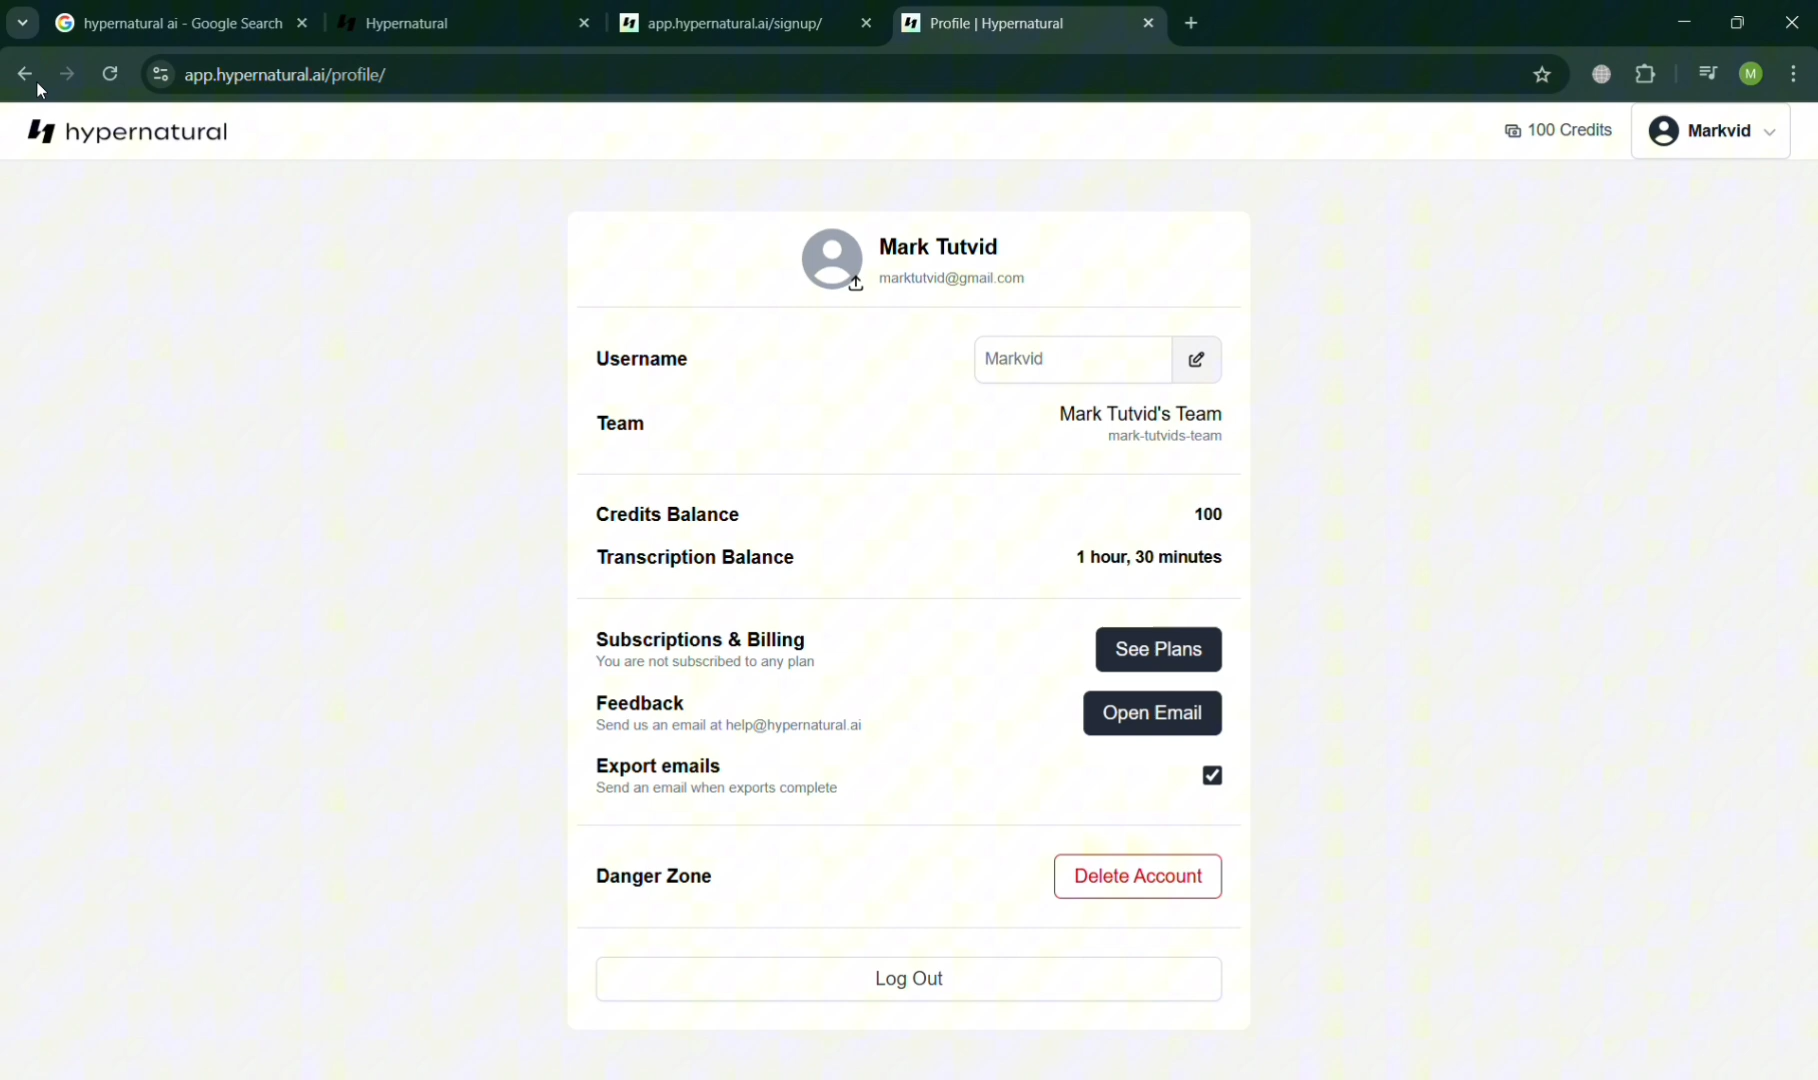 hypernatural ai - Google Search
Hypernatural
app.hypernatural.ai/signup/
Profile | Hypernatural
app.hypernatural.ai/profile/
M
hypernatural
100 Credits
Markvid
Mark Tutvid
marktutvid@gmail.com
Username
Markvid
Team
Mark Tutvid's Team
mark-tutvids-team
Credits Balance
100
Transcription Balance
1 hour, 30 minutes
Subscriptions & Billing
You are not subscribed to any plan
See Plans
Feedback
Send us an email at help@hypernatural.ai
Open Email
Export emails
Send an email when exports complete
Danger Zone
Delete Account
Log Out